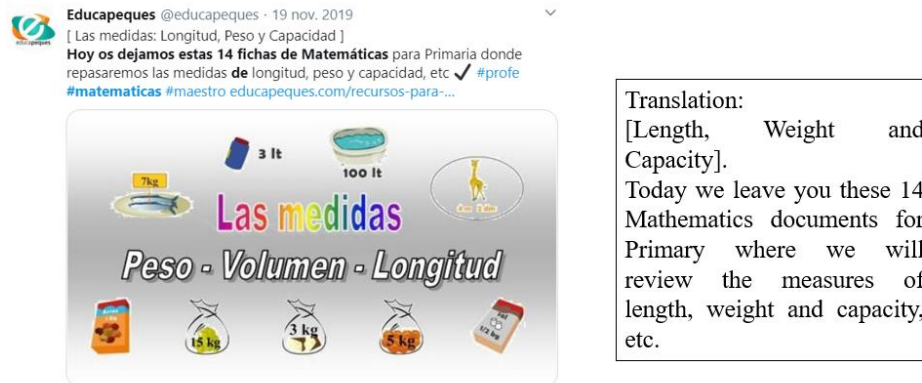 Educapeques @educapeques · 19 nov. 2019
[ Las medidas: Longitud, Peso y Capacidad ]
Hoy os dejamos estas 14 fichas de Matemáticas para Primaria donde
repasaremos las medidas de longitud, peso y capacidad, etc ✔ #profe
#matematicas #maestro educapeques.com/recursos-para-...
educapeques
3 lt
100 lt
7kg
Las medidas
Peso - Volumen - Longitud
15 kg
3 kg
5 kg
1/2 kg
Translation:
[Length, Weight and
Capacity].
Today we leave you these 14
Mathematics documents for
Primary where we will
review the measures of
length, weight and capacity,
etc.